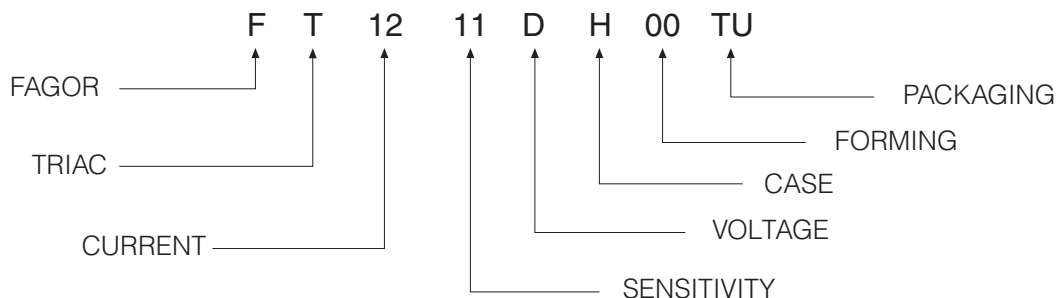 F T 12 11 D H 00 TU
FAGOR
PACKAGING
FORMING
TRIAC
CASE
VOLTAGE
CURRENT
SENSITIVITY